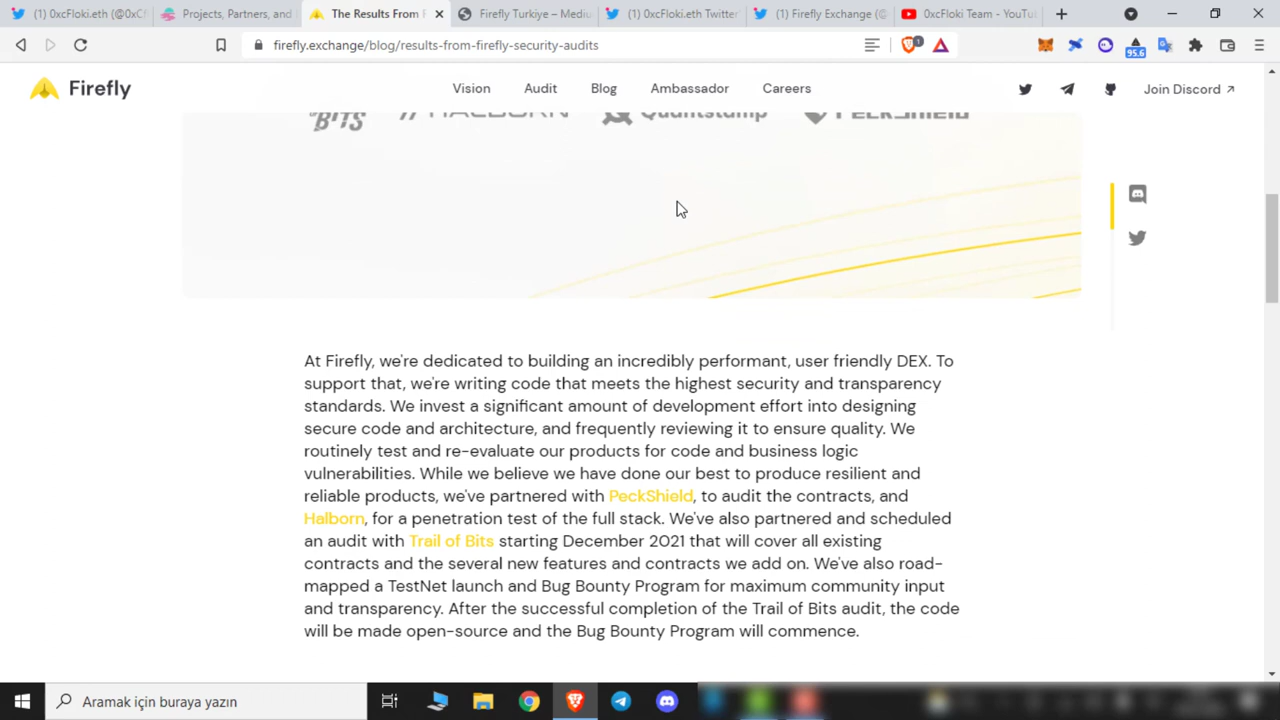 (1) 0xcFloki.eth (@0xCf
Projects, Partners, and
The Results From F
Firefly Turkiye – Mediu
(1) 0xcFloki.eth Twitter
(1) Firefly Exchange (@
0xcFloki Team - YouTu
firefly.exchange/blog/results-from-firefly-security-audits
1
95.6
Firefly
Vision
Audit
Blog
Ambassador
Careers
Join Discord ↗
BITS
HALBORN
Quantstamp
PeckShield
At Firefly, we're dedicated to building an incredibly performant, user friendly DEX. To
support that, we're writing code that meets the highest security and transparency
standards. We invest a significant amount of development effort into designing
secure code and architecture, and frequently reviewing it to ensure quality. We
routinely test and re-evaluate our products for code and business logic
vulnerabilities. While we believe we have done our best to produce resilient and
reliable products, we've partnered with PeckShield, to audit the contracts, and
Halborn, for a penetration test of the full stack. We've also partnered and scheduled
an audit with Trail of Bits starting December 2021 that will cover all existing
contracts and the several new features and contracts we add on. We've also road-
mapped a TestNet launch and Bug Bounty Program for maximum community input
and transparency. After the successful completion of the Trail of Bits audit, the code
will be made open-source and the Bug Bounty Program will commence.
Aramak için buraya yazın